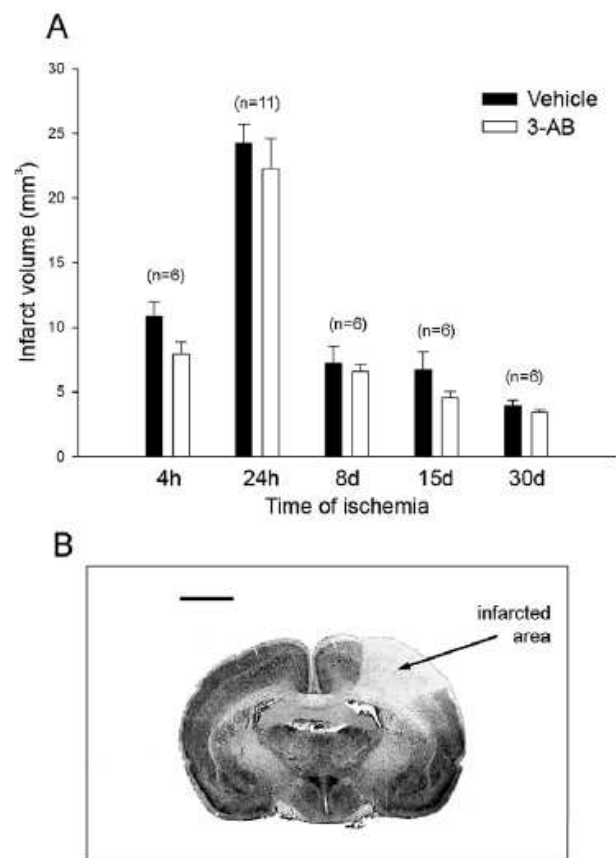 A
30
25
20
15
10
5
0
Infarct volume (mm³)
(n=6)
(n=11)
(n=6)
(n=6)
(n=6)
Vehicle
3-AB
4h 24h 8d 15d 30d
Time of ischemia
B
infarcted
area